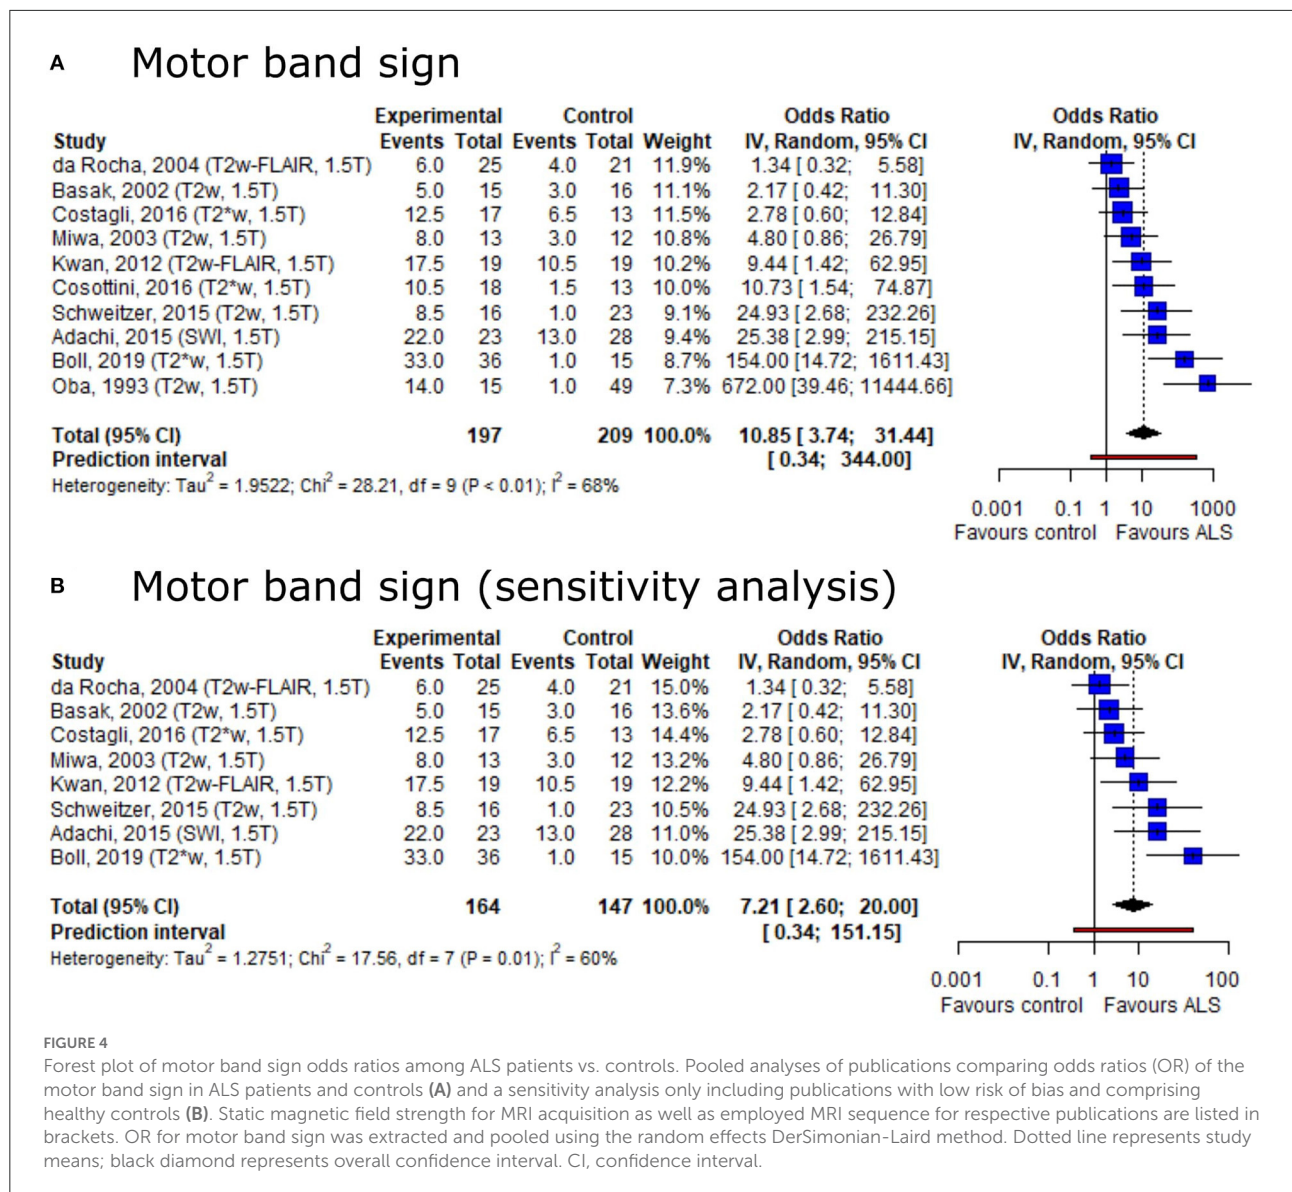 A Motor band sign
Experimental Control Odds Ratio Odds Ratio
Study Events Total Events Total Weight IV, Random, 95% CI IV, Random, 95% CI
da Rocha, 2004 (T2w-FLAIR, 1.5T) 6.0 25 4.0 21 11.9% 1.34 [ 0.32; 5.58]
Basak, 2002 (T2w, 1.5T) 5.0 15 3.0 16 11.1% 2.17 [ 0.42; 11.30]
Costagli, 2016 (T2*w, 1.5T) 12.5 17 6.5 13 11.5% 2.78 [ 0.60; 12.84]
Miwa, 2003 (T2w, 1.5T) 8.0 13 3.0 12 10.8% 4.80 [ 0.86; 26.79]
Kwan, 2012 (T2w-FLAIR, 1.5T) 17.5 19 10.5 19 10.2% 9.44 [ 1.42; 62.95]
Cosottini, 2016 (T2*w, 1.5T) 10.5 18 1.5 13 10.0% 10.73 [ 1.54; 74.87]
Schweitzer, 2015 (T2w, 1.5T) 8.5 16 1.0 23 9.1% 24.93 [ 2.68; 232.26]
Adachi, 2015 (SWI, 1.5T) 22.0 23 13.0 28 9.4% 25.38 [ 2.99; 215.15]
Boll, 2019 (T2*w, 1.5T) 33.0 36 1.0 15 8.7% 154.00 [14.72; 1611.43]
Oba, 1993 (T2w, 1.5T) 14.0 15 1.0 49 7.3% 672.00 [39.46; 11444.66]
Total (95% CI) 197 209 100.0% 10.85 [ 3.74; 31.44]
Prediction interval [ 0.34; 344.00]
Heterogeneity: Tau² = 1.9522; Chi² = 28.21, df = 9 (P < 0.01); I² = 68%
0.001 0.1 1 10 1000
Favours control Favours ALS
B Motor band sign (sensitivity analysis)
Experimental Control Odds Ratio Odds Ratio
Study Events Total Events Total Weight IV, Random, 95% CI IV, Random, 95% CI
da Rocha, 2004 (T2w-FLAIR, 1.5T) 6.0 25 4.0 21 15.0% 1.34 [ 0.32; 5.58]
Basak, 2002 (T2w, 1.5T) 5.0 15 3.0 16 13.6% 2.17 [ 0.42; 11.30]
Costagli, 2016 (T2*w, 1.5T) 12.5 17 6.5 13 14.4% 2.78 [ 0.60; 12.84]
Miwa, 2003 (T2w, 1.5T) 8.0 13 3.0 12 13.2% 4.80 [ 0.86; 26.79]
Kwan, 2012 (T2w-FLAIR, 1.5T) 17.5 19 10.5 19 12.2% 9.44 [ 1.42; 62.95]
Schweitzer, 2015 (T2w, 1.5T) 8.5 16 1.0 23 10.5% 24.93 [ 2.68; 232.26]
Adachi, 2015 (SWI, 1.5T) 22.0 23 13.0 28 11.0% 25.38 [ 2.99; 215.15]
Boll, 2019 (T2*w, 1.5T) 33.0 36 1.0 15 10.0% 154.00 [14.72; 1611.43]
Total (95% CI) 164 147 100.0% 7.21 [ 2.60; 20.00]
Prediction interval [ 0.34; 151.15]
Heterogeneity: Tau² = 1.2751; Chi² = 17.56, df = 7 (P = 0.01); I² = 60%
0.001 0.1 1 10 100
Favours control Favours ALS
FIGURE 4
Forest plot of motor band sign odds ratios among ALS patients vs. controls. Pooled analyses of publications comparing odds ratios (OR) of the
motor band sign in ALS patients and controls (A) and a sensitivity analysis only including publications with low risk of bias and comprising
healthy controls (B). Static magnetic field strength for MRI acquisition as well as employed MRI sequence for respective publications are listed in
brackets. OR for motor band sign was extracted and pooled using the random effects DerSimonian-Laird method. Dotted line represents study
means; black diamond represents overall confidence interval. CI, confidence interval.